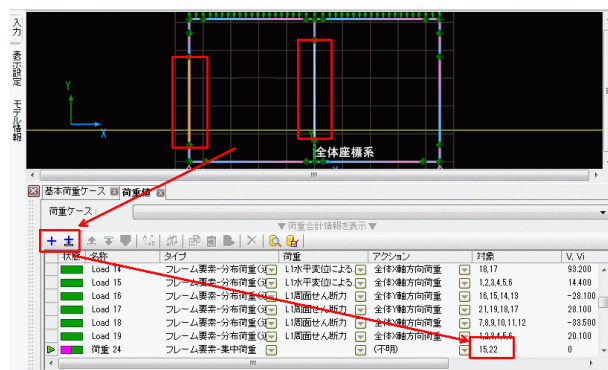 入力
表示設定
モデル情報
Y
X
全体座標系
基本荷重ケース 荷重値
荷重ケース:
▼荷重合計情報を表示▼
状態 名称 タイプ 荷重 アクション 対象 V, Vi
Load 14 フレーム要素-分布荷重 L1水平変位による 全体X軸方向荷重 18,17 93.200
Load 15 フレーム要素-分布荷重 L1水平変位による 全体X軸方向荷重 1,2,3,4,5,6 14.400
Load 16 フレーム要素-分布荷重 L1周面せん断力 全体Y軸方向荷重 16,15,14,13 -28.100
Load 17 フレーム要素-分布荷重 L1周面せん断力 全体Y軸方向荷重 21,19,18,17 28.100
Load 18 フレーム要素-分布荷重 L1周面せん断力 全体X軸方向荷重 7,8,9,10,11,12 -33.500
Load 19 フレーム要素-分布荷重 L1周面せん断力 全体X軸方向荷重 1,2,3,4,5,6 20.100
荷重 24 フレーム要素-集中荷重 (不明) 15,22 0